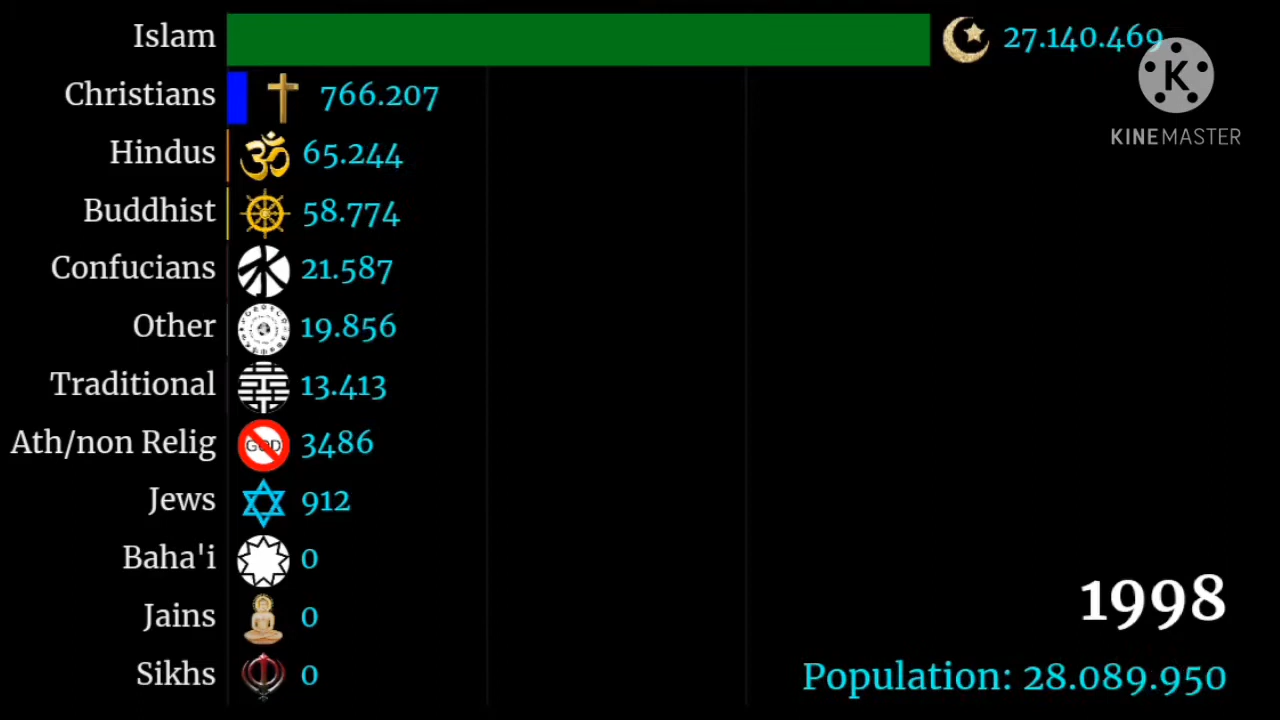 Islam 27.140.469
K
KINEMASTER
Christians 766.207
Hindus 65.244
Buddhist 58.774
Confucians 21.587
Other 19.856
Traditional 13.413
Ath/non Relig GOD 3486
Jews 912
Baha'i 0
Jains 0
Sikhs 0
1998
Population: 28.089.950